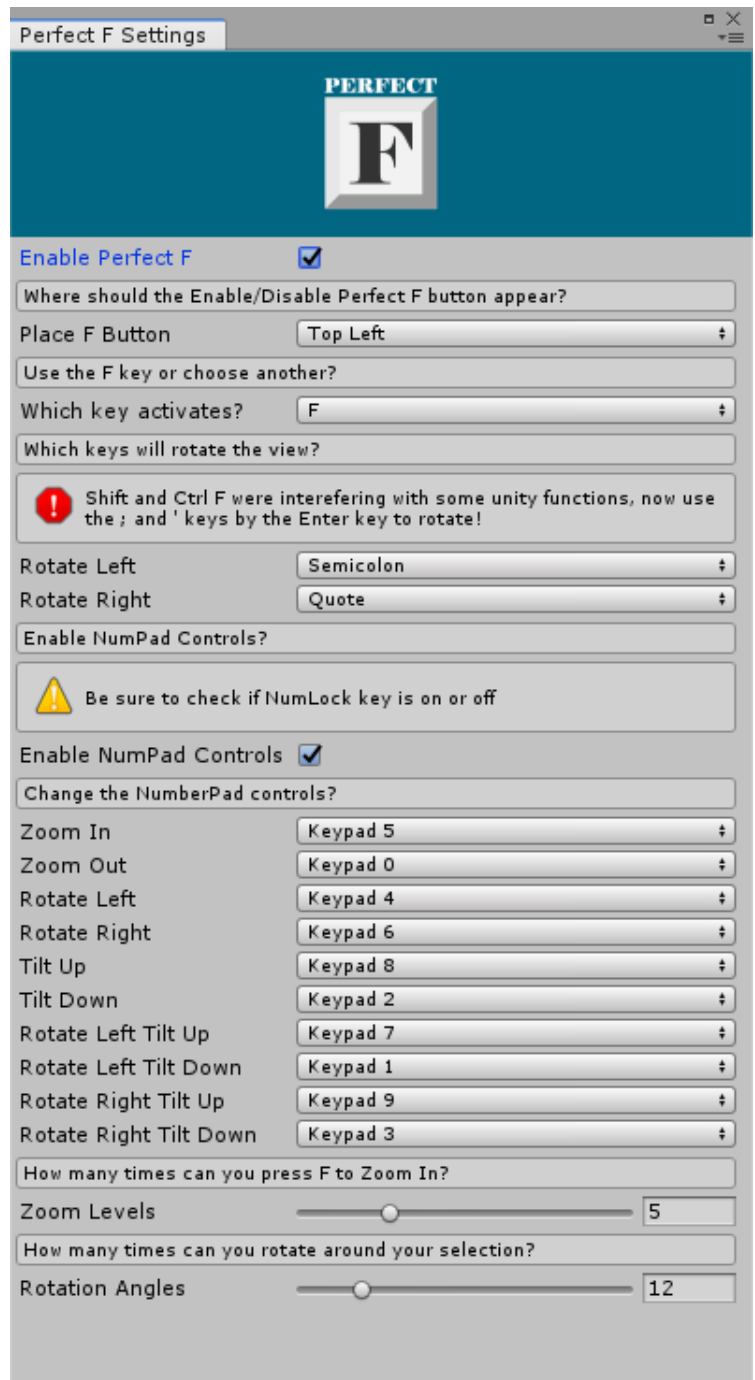 Perfect F Settings
PERFECT
F
Enable Perfect F
Where should the Enable/Disable Perfect F button appear?
Place F Button Top Left
Use the F key or choose another?
Which key activates? F
Which keys will rotate the view?
Shift and Ctrl F were interefering with some unity functions, now use
the ; and ' keys by the Enter key to rotate!
Rotate Left Semicolon
Rotate Right Quote
Enable NumPad Controls?
Be sure to check if NumLock key is on or off
Enable NumPad Controls
Change the NumberPad controls?
Zoom In Keypad 5
Zoom Out Keypad 0
Rotate Left Keypad 4
Rotate Right Keypad 6
Tilt Up Keypad 8
Tilt Down Keypad 2
Rotate Left Tilt Up Keypad 7
Rotate Left Tilt Down Keypad 1
Rotate Right Tilt Up Keypad 9
Rotate Right Tilt Down Keypad 3
How many times can you press F to Zoom In?
Zoom Levels 5
How many times can you rotate around your selection?
Rotation Angles 12